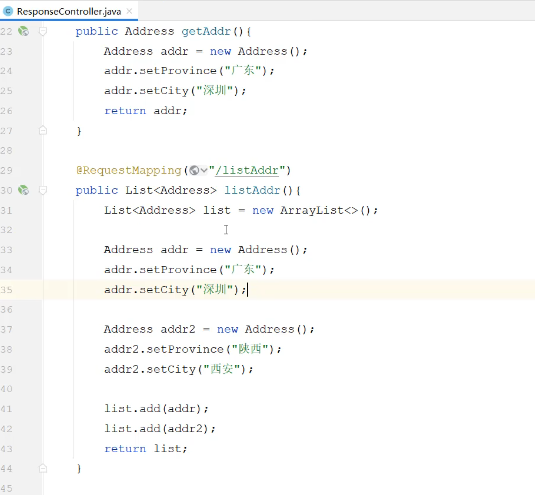 ResponseController.java
22 public Address getAddr(){
23 Address addr = new Address();
24 addr.setProvince("广东");
25 addr.setCity("深圳");
26 return addr;
27 }
28
29 @RequestMapping("/listAddr")
30 public List<Address> listAddr(){
31 List<Address> list = new ArrayList<>();
32
33 Address addr = new Address();
34 addr.setProvince("广东");
35 addr.setCity("深圳");
36
37 Address addr2 = new Address();
38 addr2.setProvince("陕西");
39 addr2.setCity("西安");
40
41 list.add(addr);
42 list.add(addr2);
43 return list;
44 }
45